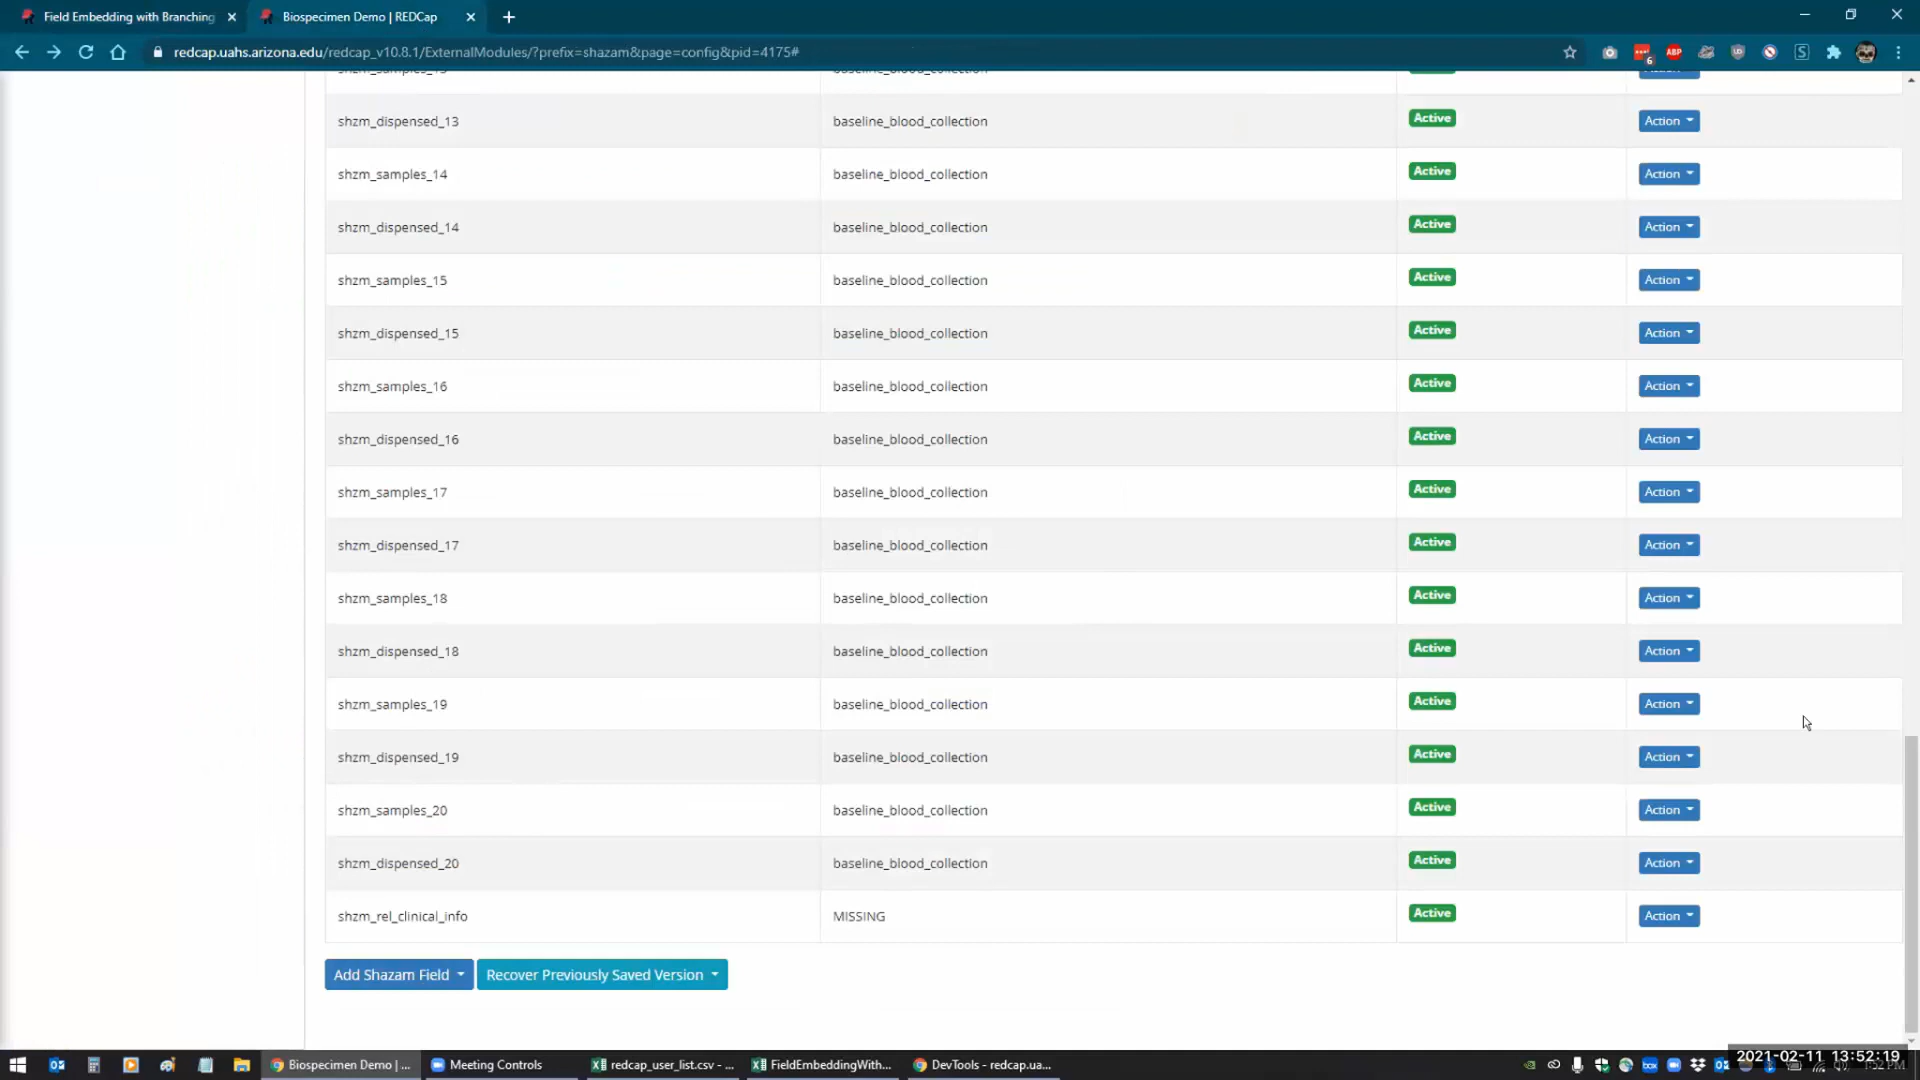 Field Embedding with Branching
Biospecimen Demo | REDCap
redcap.uahs.arizona.edu/redcap_v10.8.1/ExternalModules/?prefix=shazam&page=config&pid=4175#
shzm_dispensed_13 baseline_blood_collection Active Action
shzm_samples_14 baseline_blood_collection Active Action
shzm_dispensed_14 baseline_blood_collection Active Action
shzm_samples_15 baseline_blood_collection Active Action
shzm_dispensed_15 baseline_blood_collection Active Action
shzm_samples_16 baseline_blood_collection Active Action
shzm_dispensed_16 baseline_blood_collection Active Action
shzm_samples_17 baseline_blood_collection Active Action
shzm_dispensed_17 baseline_blood_collection Active Action
shzm_samples_18 baseline_blood_collection Active Action
shzm_dispensed_18 baseline_blood_collection Active Action
shzm_samples_19 baseline_blood_collection Active Action
shzm_dispensed_19 baseline_blood_collection Active Action
shzm_samples_20 baseline_blood_collection Active Action
shzm_dispensed_20 baseline_blood_collection Active Action
shzm_rel_clinical_info MISSING Active Action
Add Shazam Field Recover Previously Saved Version
Biospecimen Demo | ... Meeting Controls redcap_user_list.csv - ... FieldEmbeddingWith... DevTools - redcap.ua...
2021-02-11 13:52:19